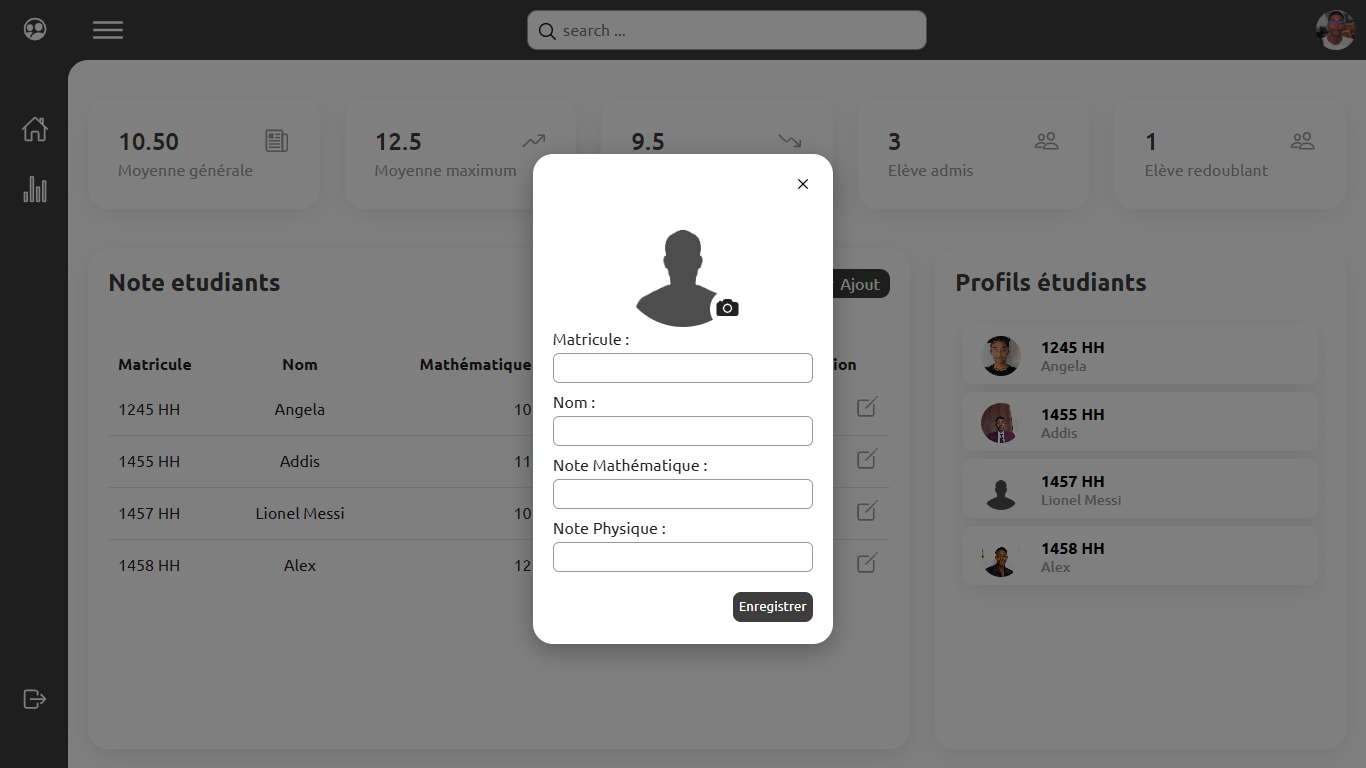 search ...
10.50
Moyenne générale
12.5
Moyenne maximum
9.5
3
Elève admis
1
Elève redoublant
Note etudiants
Ajout
Matricule Nom Mathématique
1245 HH Angela 10
1455 HH Addis 11
1457 HH Lionel Messi 10
1458 HH Alex 12
Matricule :
Nom :
Note Mathématique :
Note Physique :
Enregistrer
Profils étudiants
1245 HH
Angela
1455 HH
Addis
1457 HH
Lionel Messi
1458 HH
Alex